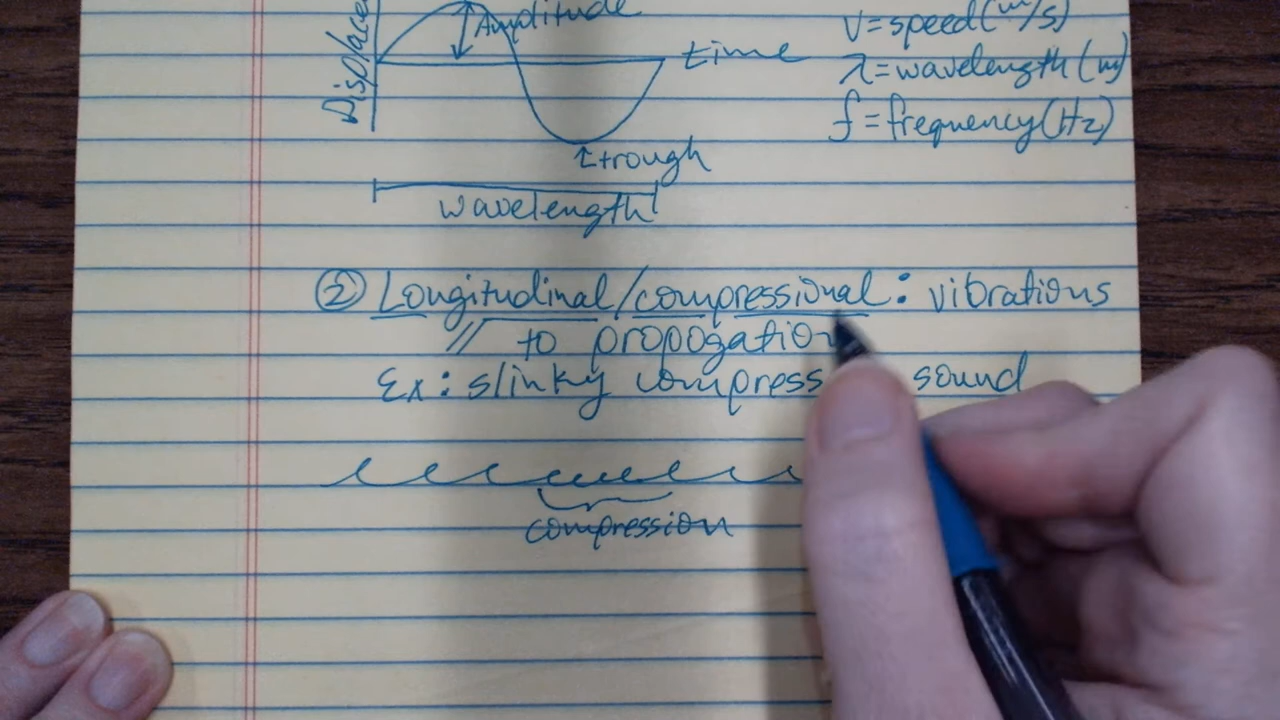 Amplitude
v=speed(m/s)
Displace
time
λ=wavelength(m)
f=frequency(Hz)
trough
wavelength
② Longitudinal/compressional: vibrations
// to propogation
Ex: slinky compress sound
compression